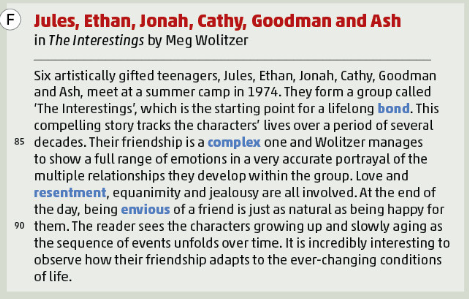 F Jules, Ethan, Jonah, Cathy, Goodman and Ash
in The Interestings by Meg Wolitzer
Six artistically gifted teenagers, Jules, Ethan, Jonah, Cathy, Goodman
and Ash, meet at a summer camp in 1974. They form a group called
'The Interestings', which is the starting point for a lifelong bond. This
compelling story tracks the characters' lives over a period of several
85 decades. Their friendship is a complex one and Wolitzer manages
to show a full range of emotions in a very accurate portrayal of the
multiple relationships they develop within the group. Love and
resentment, equanimity and jealousy are all involved. At the end of
the day, being envious of a friend is just as natural as being happy for
90 them. The reader sees the characters growing up and slowly aging as
the sequence of events unfolds over time. It is incredibly interesting to
observe how their friendship adapts to the ever-changing conditions
of life.